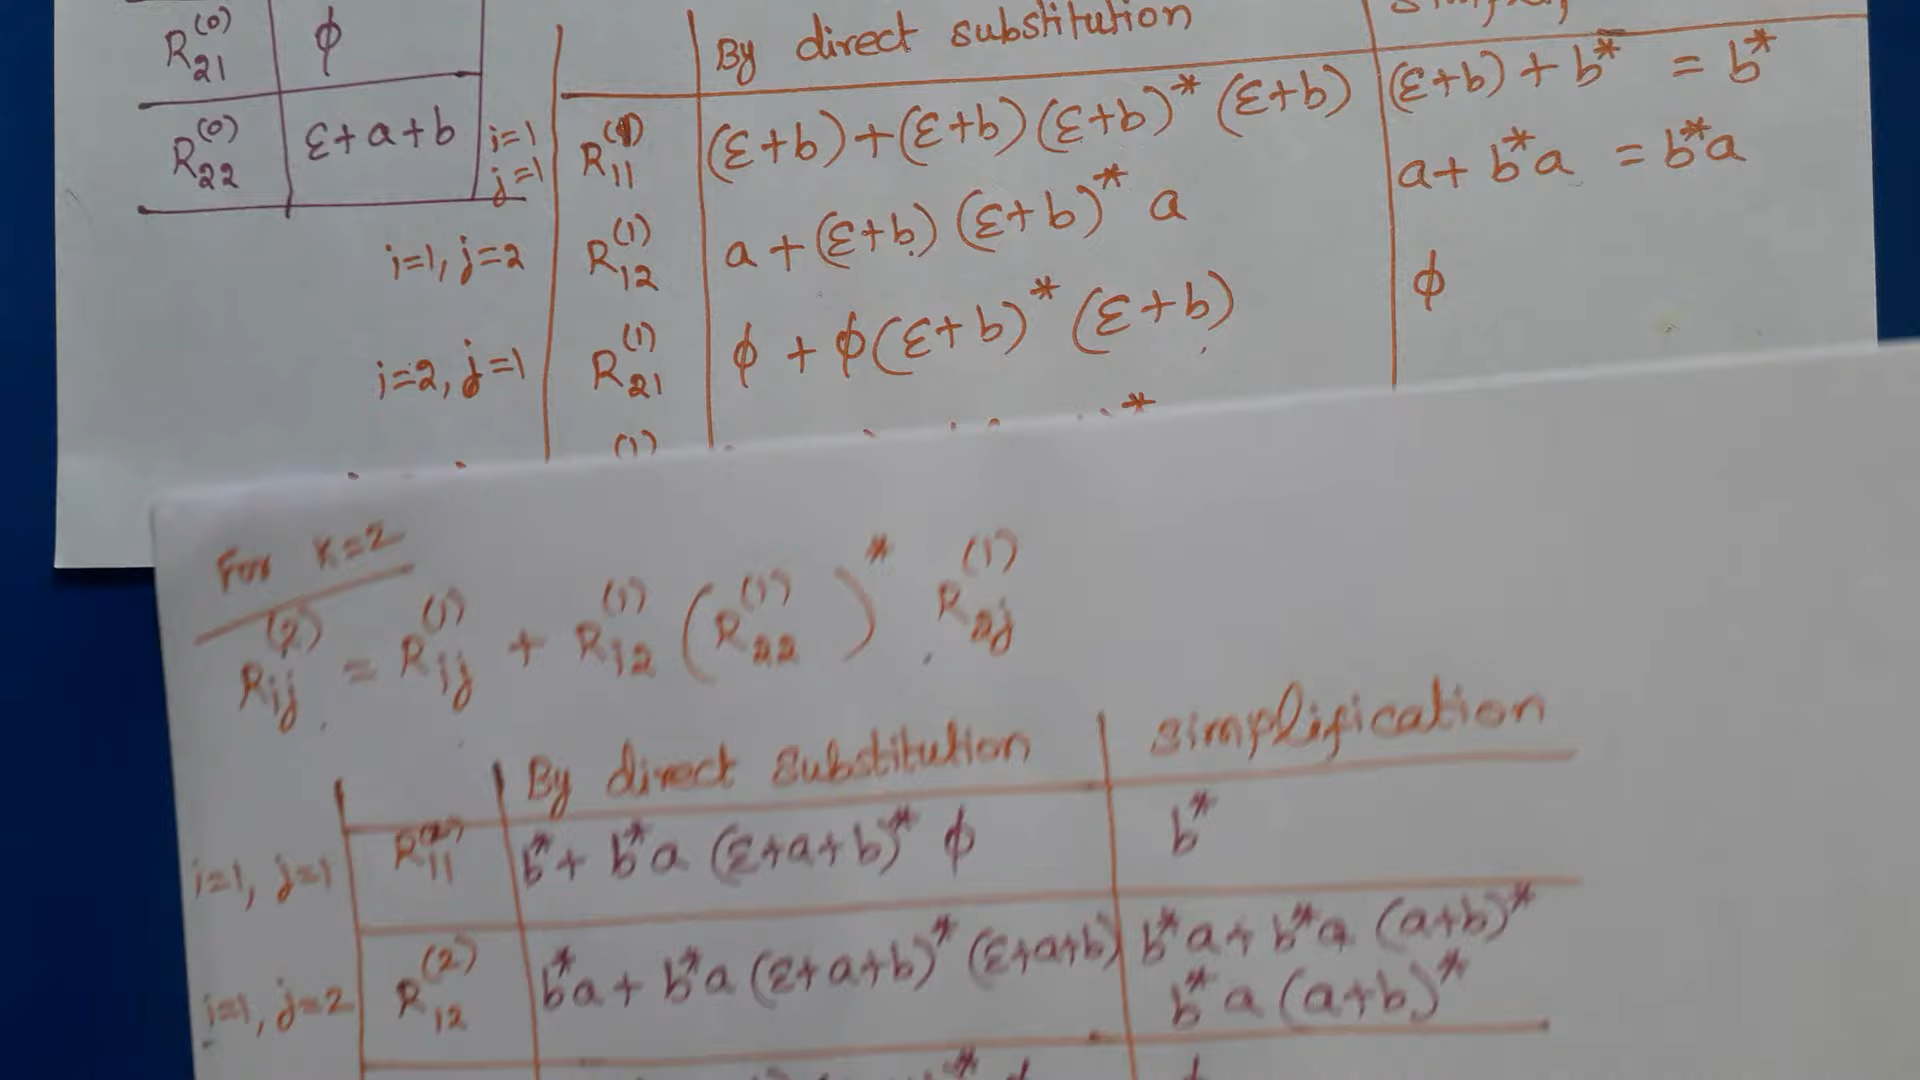 R₂₁⁽⁰⁾ ϕ
R₂₂⁽⁰⁾ ε+a+b
By direct substitution
i=1 j=1 R₁₁⁽¹⁾ (ε+b)+(ε+b)(ε+b)* (ε+b) (ε+b)+b* = b*
i=1, j=2 R₁₂⁽¹⁾ a+(ε+b)(ε+b)* a a+b*a = b*a
i=2, j=1 R₂₁⁽¹⁾ ϕ + ϕ(ε+b)* (ε+b) ϕ
(1) *
For K=2
Rij⁽²⁾ = Rij⁽¹⁾ + Ri2⁽¹⁾ (R₂₂⁽¹⁾)* R2j⁽¹⁾
By direct substitution simplification
i=1, j=1 R₁₁⁽²⁾ b*+ b*a (ε+a+b)* ϕ b*
i=1, j=2 R₁₂⁽²⁾ b*a+ b*a (ε+a+b)* (ε+a+b) b*a+ b*a (a+b)*
b*a (a+b)*